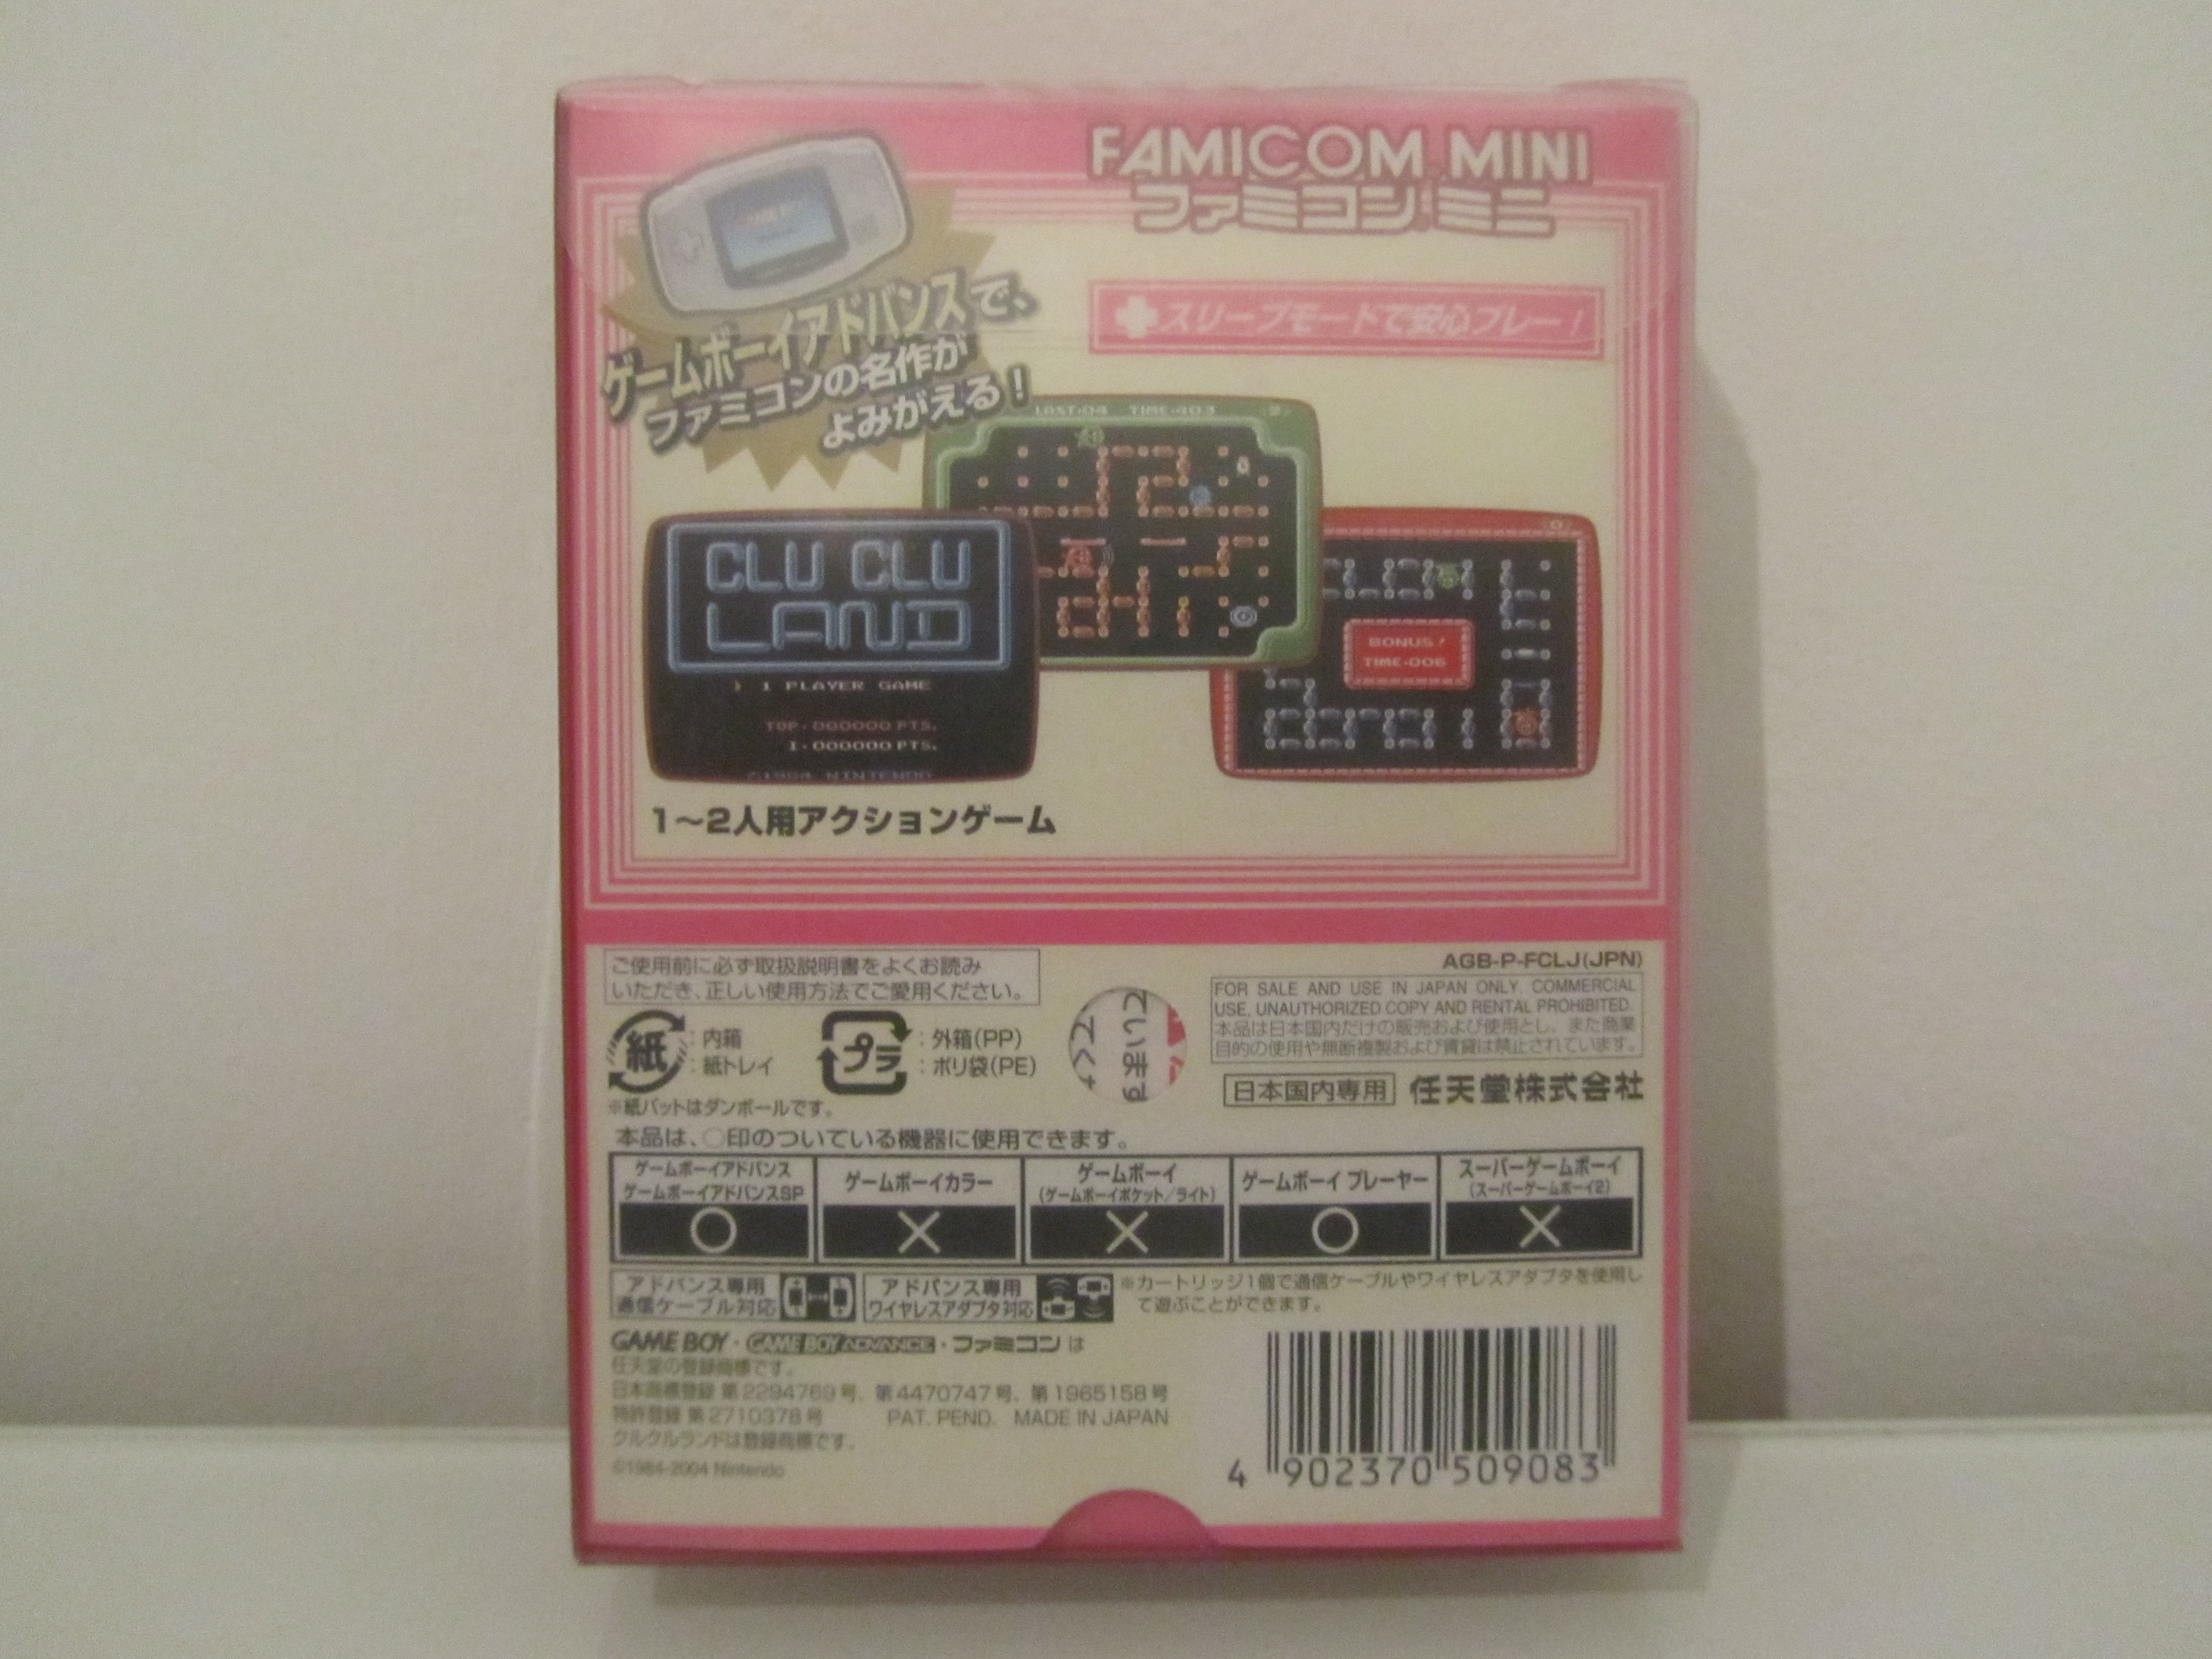 FAMICOM MINI
ファミコンミニ
ゲームボーイアドバンスで、
ファミコンの名作が
よみがえる！
スリープモードで安心プレー！
LAST・04 TIME・403
CLU CLU
LAND
1 PLAYER GAME
TOP・000000 PTS.
1・000000 PTS.
©1984 NINTENDO
BONUS!
TIME・006
1〜2人用アクションゲーム
ご使用前に必ず取扱説明書をよくお読み
いただき、正しい使用方法でご愛用ください。
紙：内箱
：紙トレイ
プラ：外箱(PP)
：ポリ袋(PE)
※紙パットはダンボールです。
ています
AGB-P-FCLJ(JPN)
FOR SALE AND USE IN JAPAN ONLY. COMMERCIAL
USE, UNAUTHORIZED COPY AND RENTAL PROHIBITED.
本品は日本国内だけの販売および使用とし、また商業
目的の使用や無断複製および賃貸は禁止されています。
日本国内専用 任天堂株式会社
本品は、○印のついている機器に使用できます。
ゲームボーイアドバンス
ゲームボーイアドバンスSP
○
ゲームボーイカラー
×
ゲームボーイ
(ゲームボーイポケット／ライト)
×
ゲームボーイ プレーヤー
○
スーパーゲームボーイ
(スーパーゲームボーイ2)
×
アドバンス専用
通信ケーブル対応
アドバンス専用
ワイヤレスアダプタ対応
※カートリッジ1個で通信ケーブルやワイヤレスアダプタを使用し
て遊ぶことができます。
GAME BOY・GAME BOY ADVANCE・ファミコン は
任天堂の登録商標です。
日本商標登録 第2294769号、第4470747号、第1965158号
特許登録 第2710378号 PAT. PEND. MADE IN JAPAN
クルクルランドは登録商標です。
©1984-2004 Nintendo
4 902370 509083